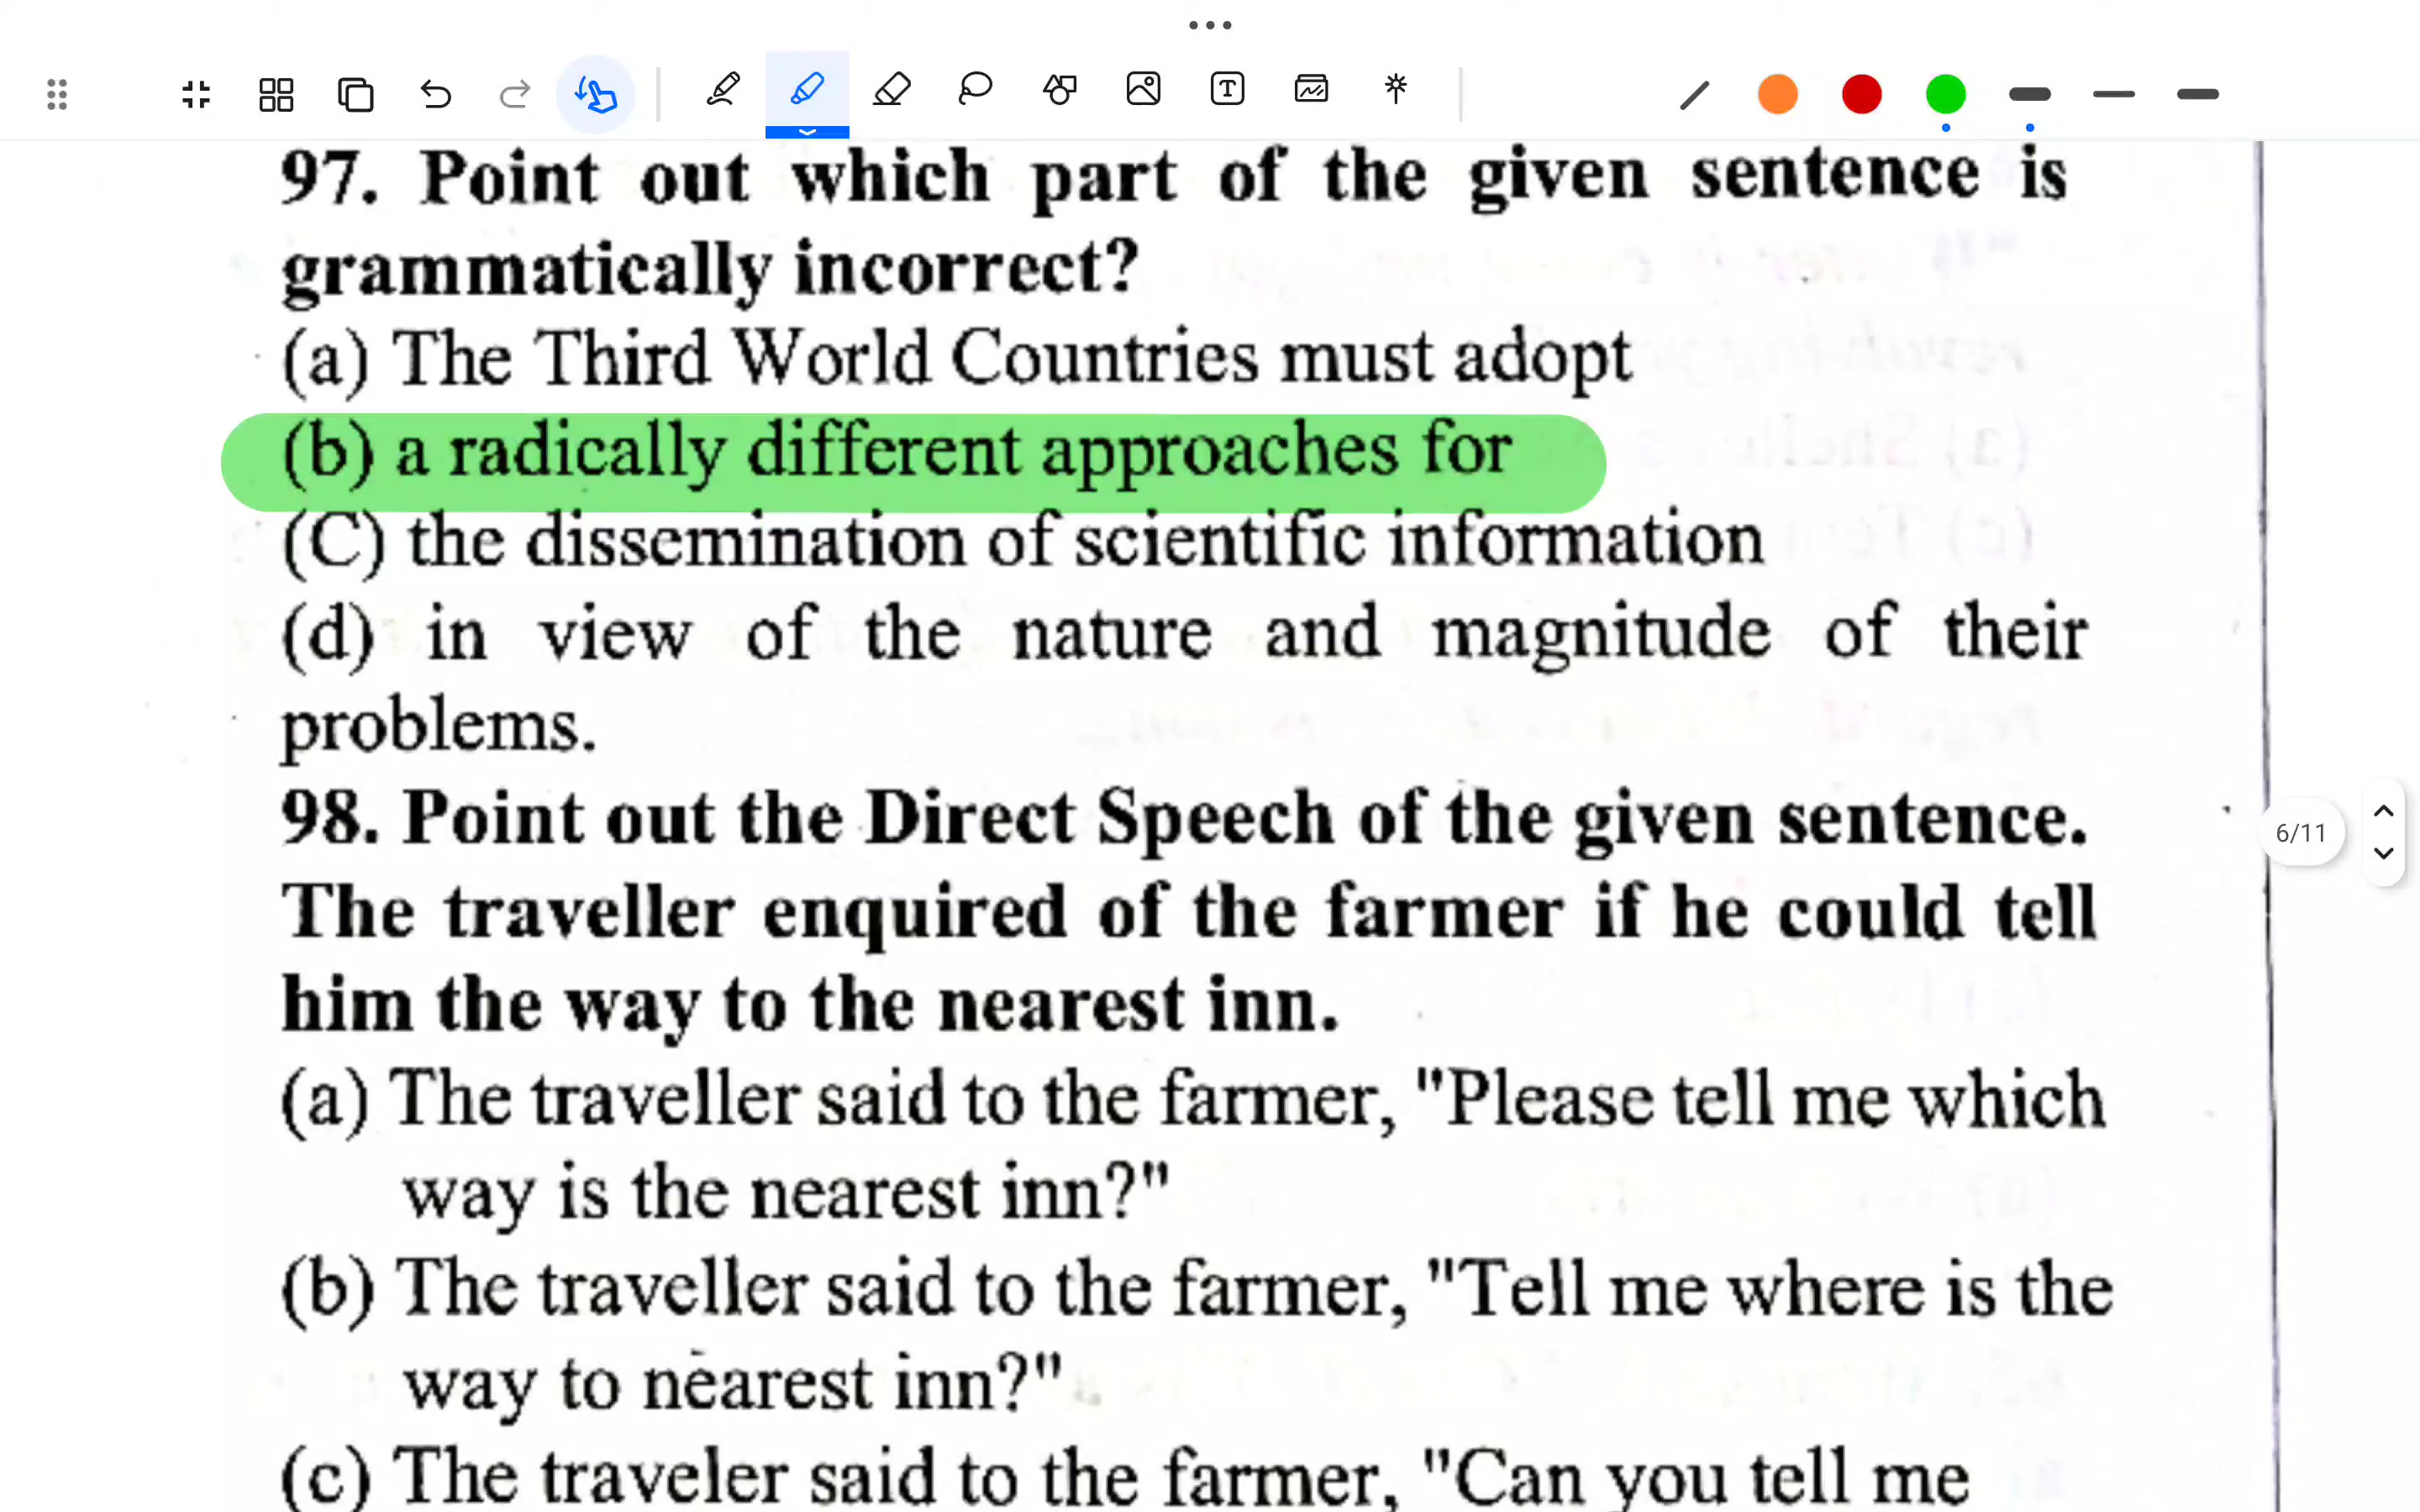 97. Point out which part of the given sentence is
grammatically incorrect?
(a) The Third World Countries must adopt
(b) a radically different approaches for
(C) the dissemination of scientific information
(d) in view of the nature and magnitude of their
problems.
98. Point out the Direct Speech of the given sentence.
The traveller enquired of the farmer if he could tell
him the way to the nearest inn.
(a) The traveller said to the farmer, "Please tell me which
way is the nearest inn?"
(b) The traveller said to the farmer, "Tell me where is the
way to nearest inn?"
(c) The traveler said to the farmer, "Can you tell me
6/11